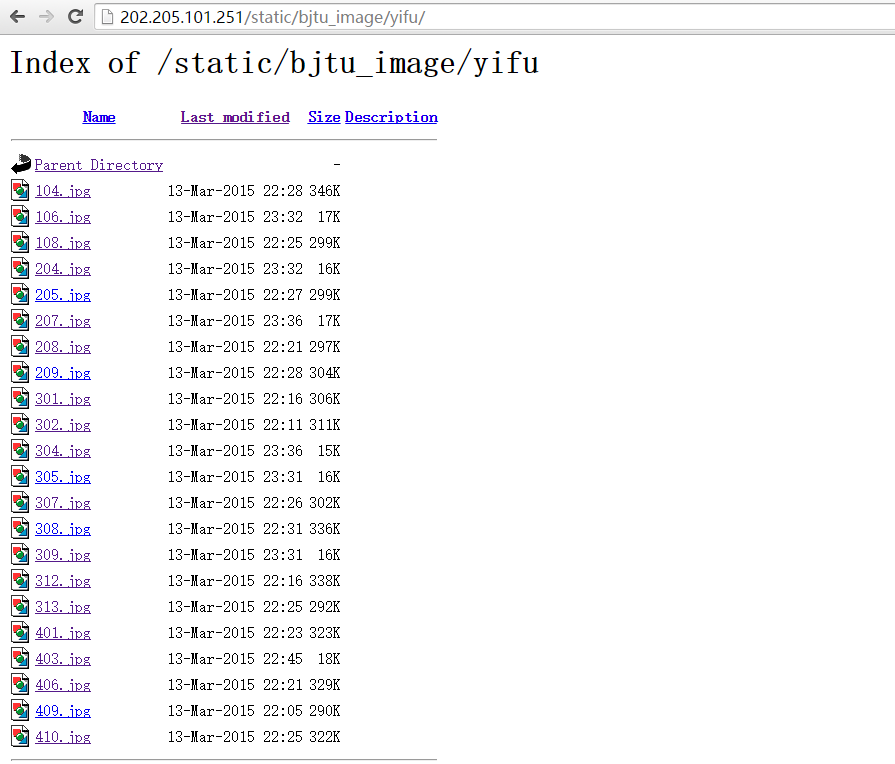 202.205.101.251/static/bjtu_image/yifu/
Index of /static/bjtu_image/yifu
Name Last modified Size Description
Parent Directory -
104.jpg 13-Mar-2015 22:28 346K
106.jpg 13-Mar-2015 23:32 17K
108.jpg 13-Mar-2015 22:25 299K
204.jpg 13-Mar-2015 23:32 16K
205.jpg 13-Mar-2015 22:27 299K
207.jpg 13-Mar-2015 23:36 17K
208.jpg 13-Mar-2015 22:21 297K
209.jpg 13-Mar-2015 22:28 304K
301.jpg 13-Mar-2015 22:16 306K
302.jpg 13-Mar-2015 22:11 311K
304.jpg 13-Mar-2015 23:36 15K
305.jpg 13-Mar-2015 23:31 16K
307.jpg 13-Mar-2015 22:26 302K
308.jpg 13-Mar-2015 22:31 336K
309.jpg 13-Mar-2015 23:31 16K
312.jpg 13-Mar-2015 22:16 338K
313.jpg 13-Mar-2015 22:25 292K
401.jpg 13-Mar-2015 22:23 323K
403.jpg 13-Mar-2015 22:45 18K
406.jpg 13-Mar-2015 22:21 329K
409.jpg 13-Mar-2015 22:05 290K
410.jpg 13-Mar-2015 22:25 322K